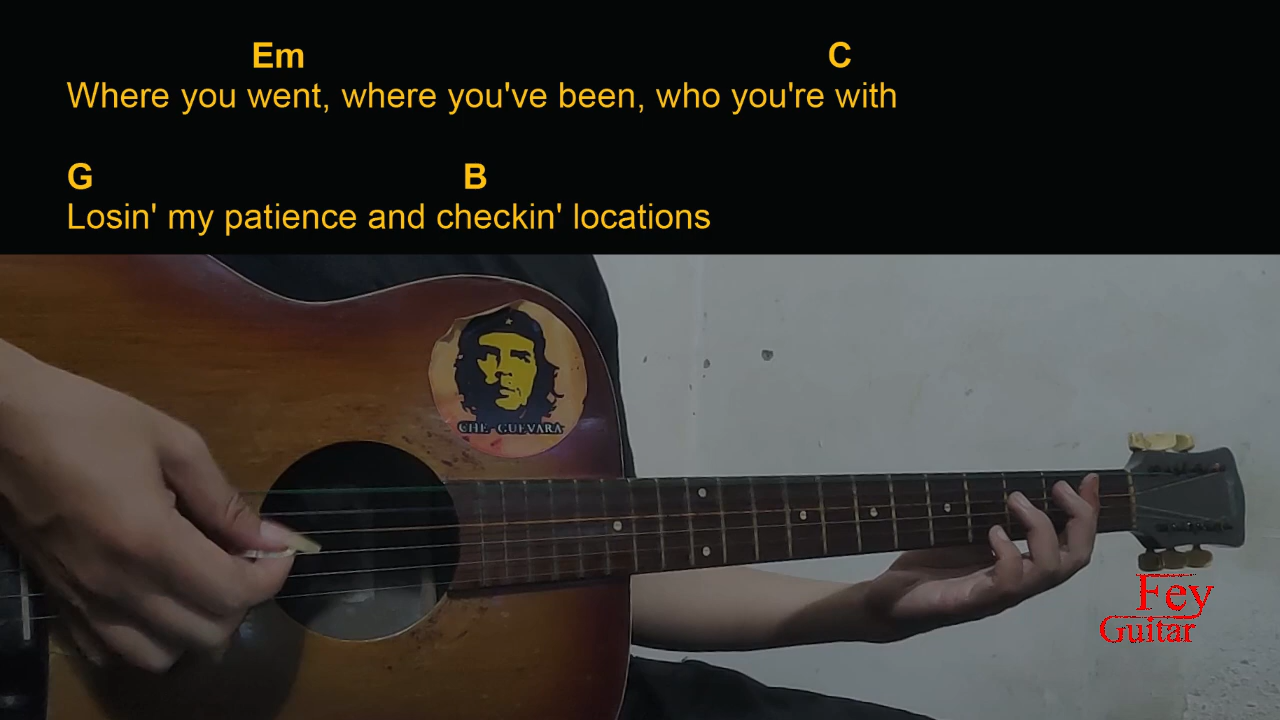 Em C
Where you went, where you've been, who you're with
G B
Losin' my patience and checkin' locations
CHE GUEVARA
Fey
Guitar